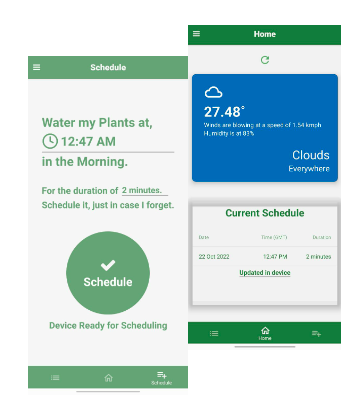 Schedule
Water my Plants at,
12:47 AM
in the Morning.
For the duration of 2 minutes.
Schedule it, just in case I forget.
Schedule
Device Ready for Scheduling
Schedule
Home
27.48°
Winds are blowing at a speed of 1.54 kmph
Humidity is at 83%
Clouds
Everywhere
Current Schedule
Date Time (GMT) Duration
22 Oct 2022 12.47 PM 2 minutes
Updated in device
Home